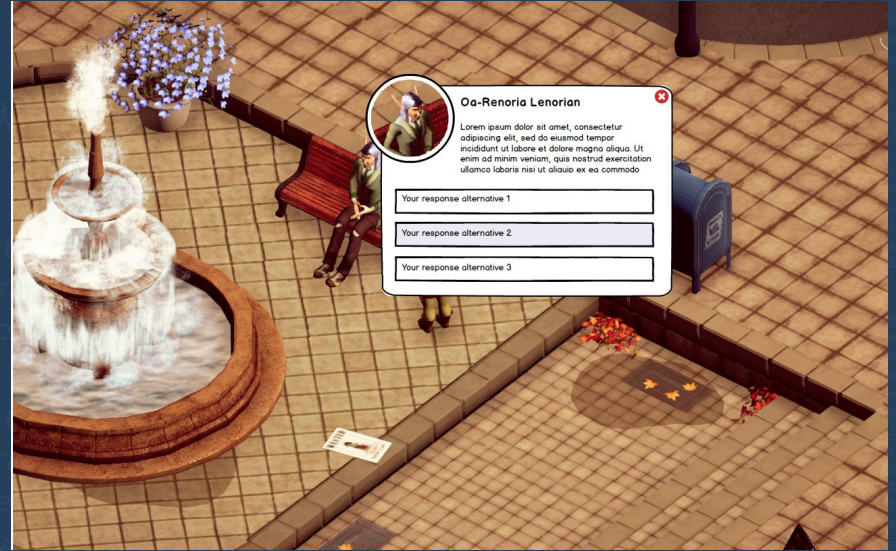 Oa-Renoria Lenorian
Lorem ipsum dolor sit amet, consectetur
adipiscing elit, sed do eiusmod tempor
incididunt ut labore et dolore magna aliqua. Ut
enim ad minim veniam, quis nostrud exercitation
ullamco laboris nisi ut aliquip ex ea commodo
Your response alternative 1
Your response alternative 2
Your response alternative 3
WANTED